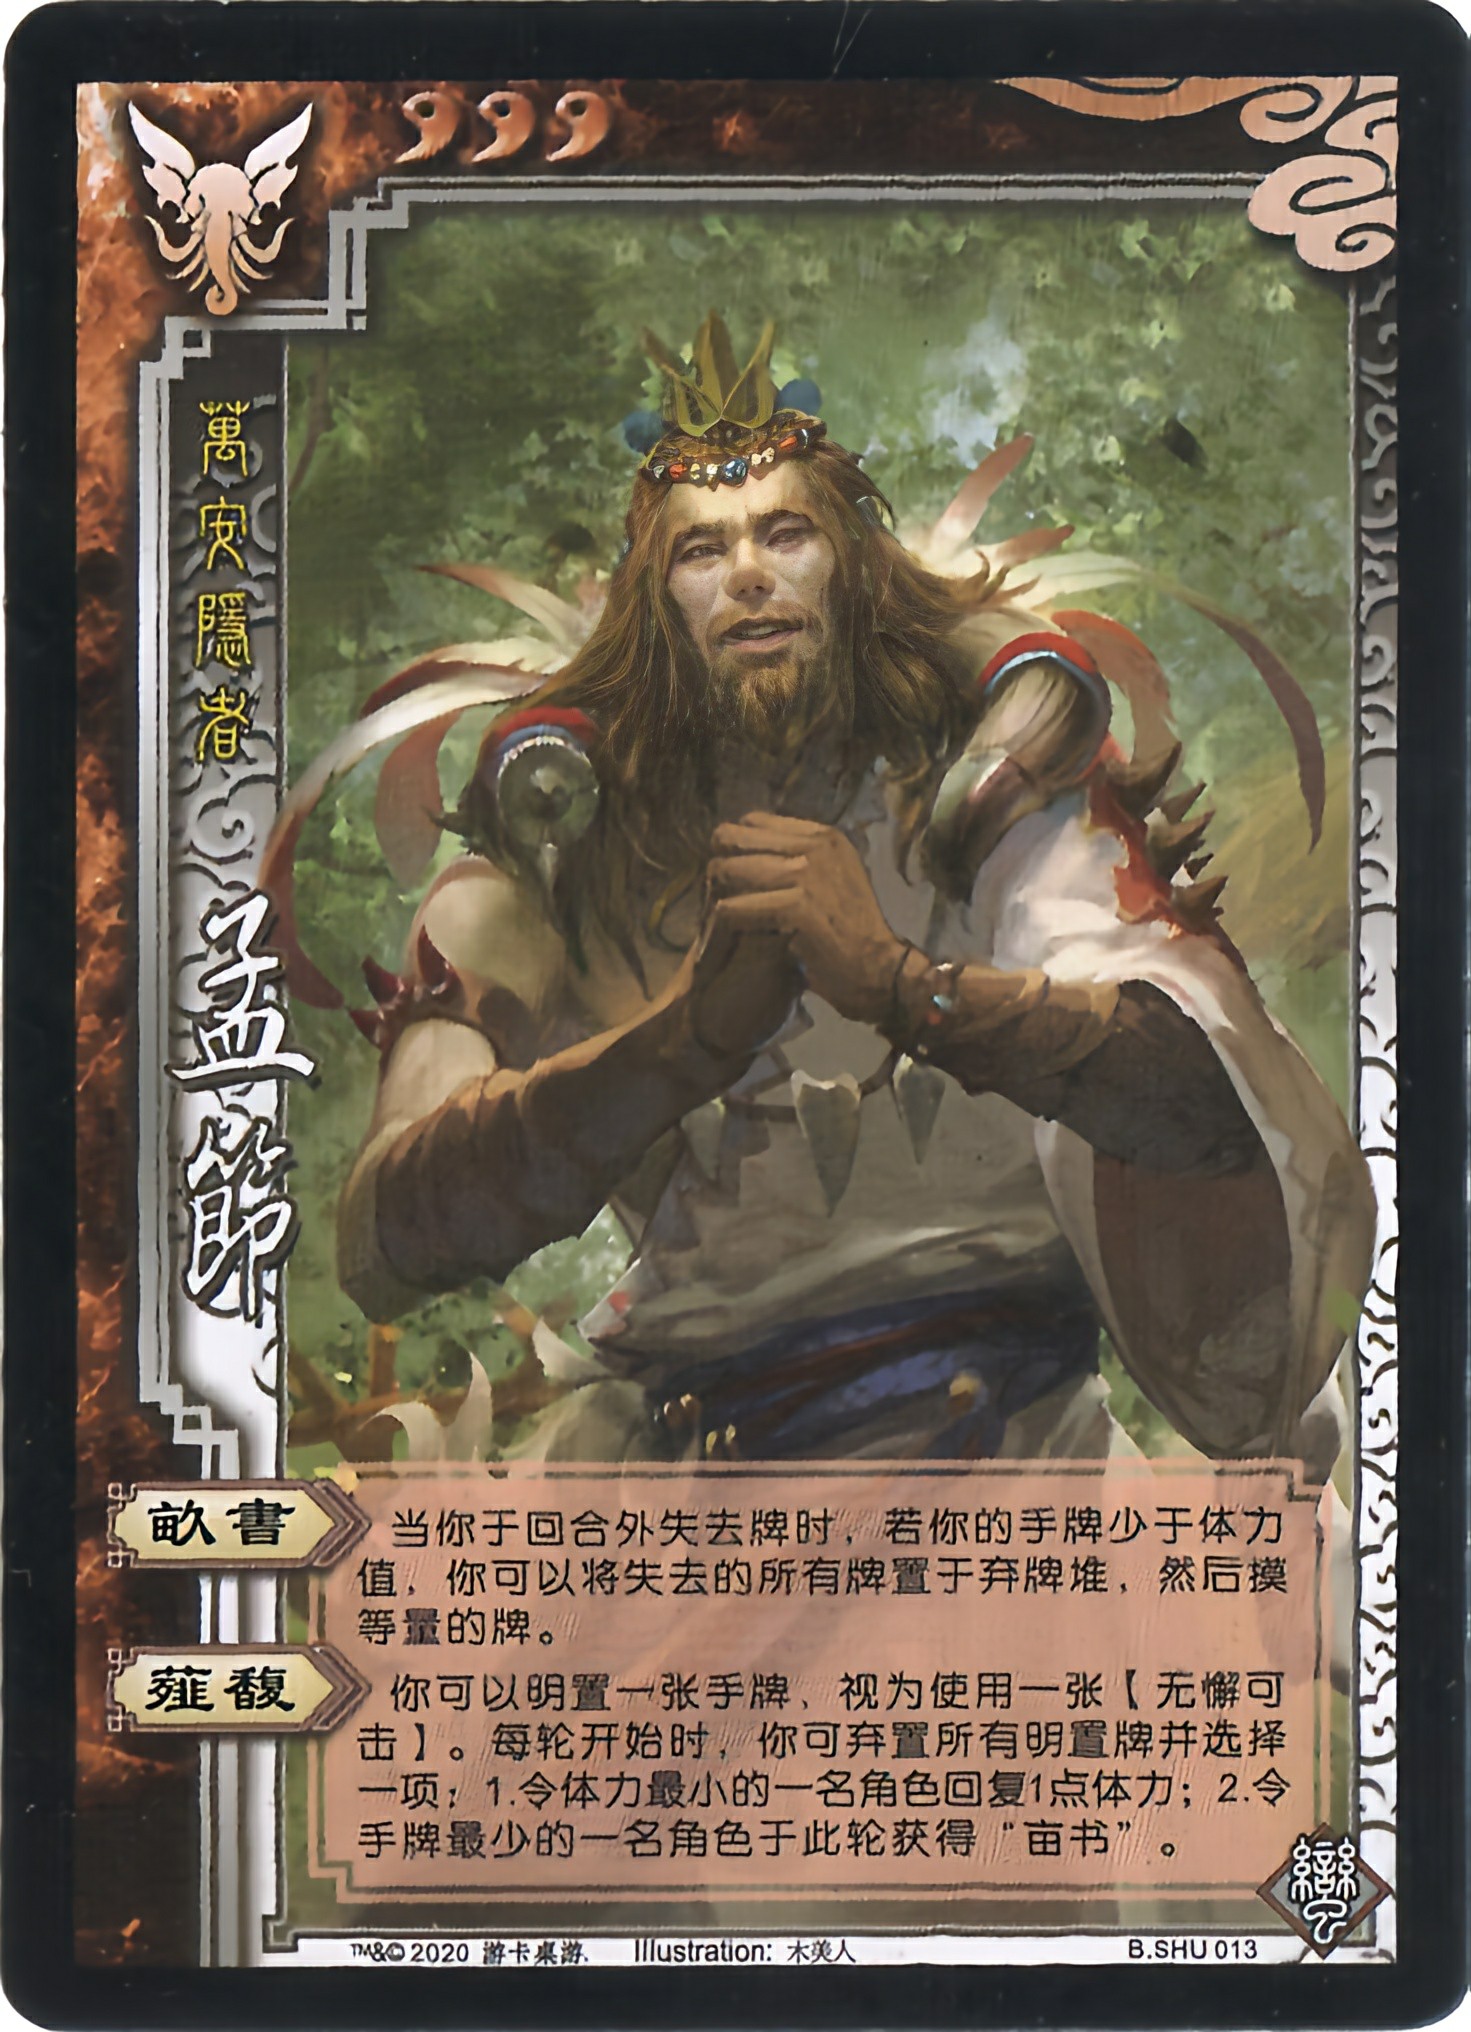 萬安隱者
孟節
畝書
当你于回合外失去牌时，若你的手牌少于体力
值，你可以将失去的所有牌置于弃牌堆，然后摸
等量的牌。
蕹馥
你可以明置一张手牌，视为使用一张【无懈可
击】。每轮开始时，你可弃置所有明置牌并选择
一项：1.令体力最小的一名角色回复1点体力；2.令
手牌最少的一名角色于此轮获得“亩书”。
™&©2020 游卡桌游. Illustration: 木美人
B.SHU 013